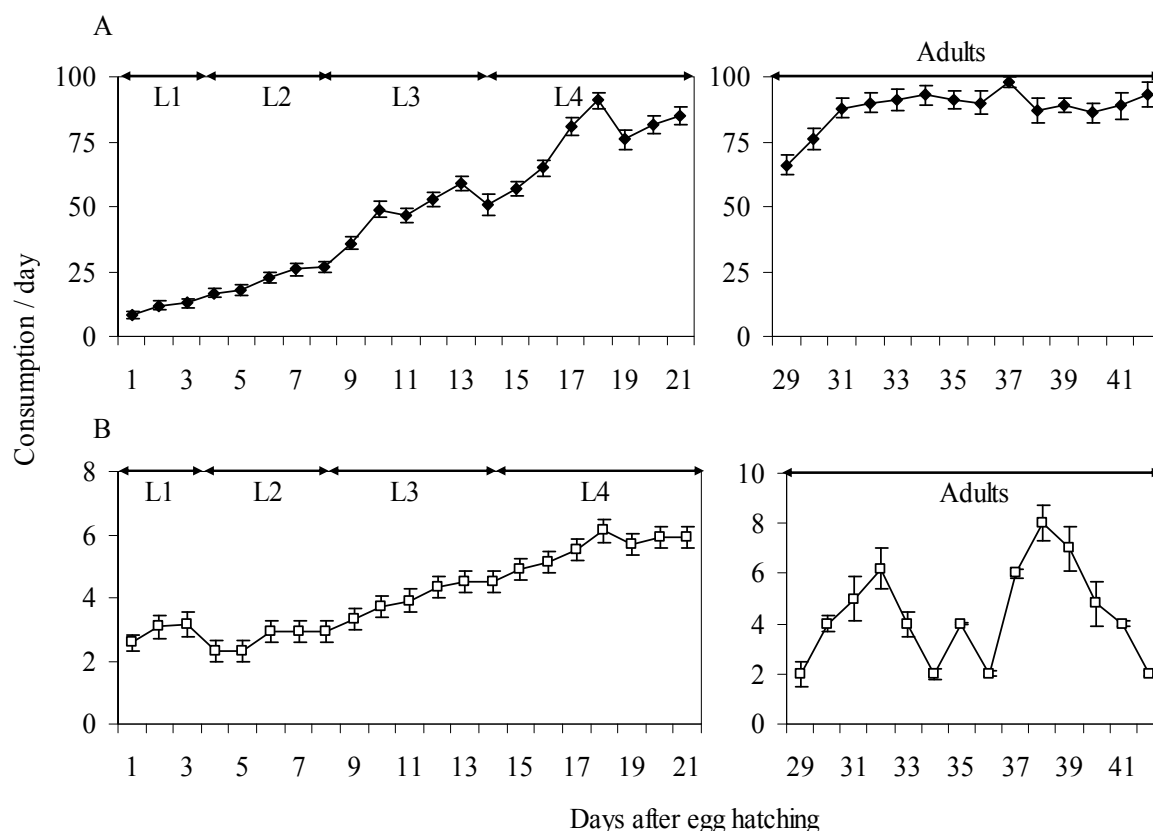 A
Adults
L1 L2 L3 L4
100 100
75 75
50 50
25 25
0 0
1 3 5 7 9 11 13 15 17 19 21 29 31 33 35 37 39 41
Consumption / day
B
L1 L2 L3 L4 Adults
8 10
6 8
4 6
2 4
0 2
0
1 3 5 7 9 11 13 15 17 19 21 29 31 33 35 37 39 41
Days after egg hatching